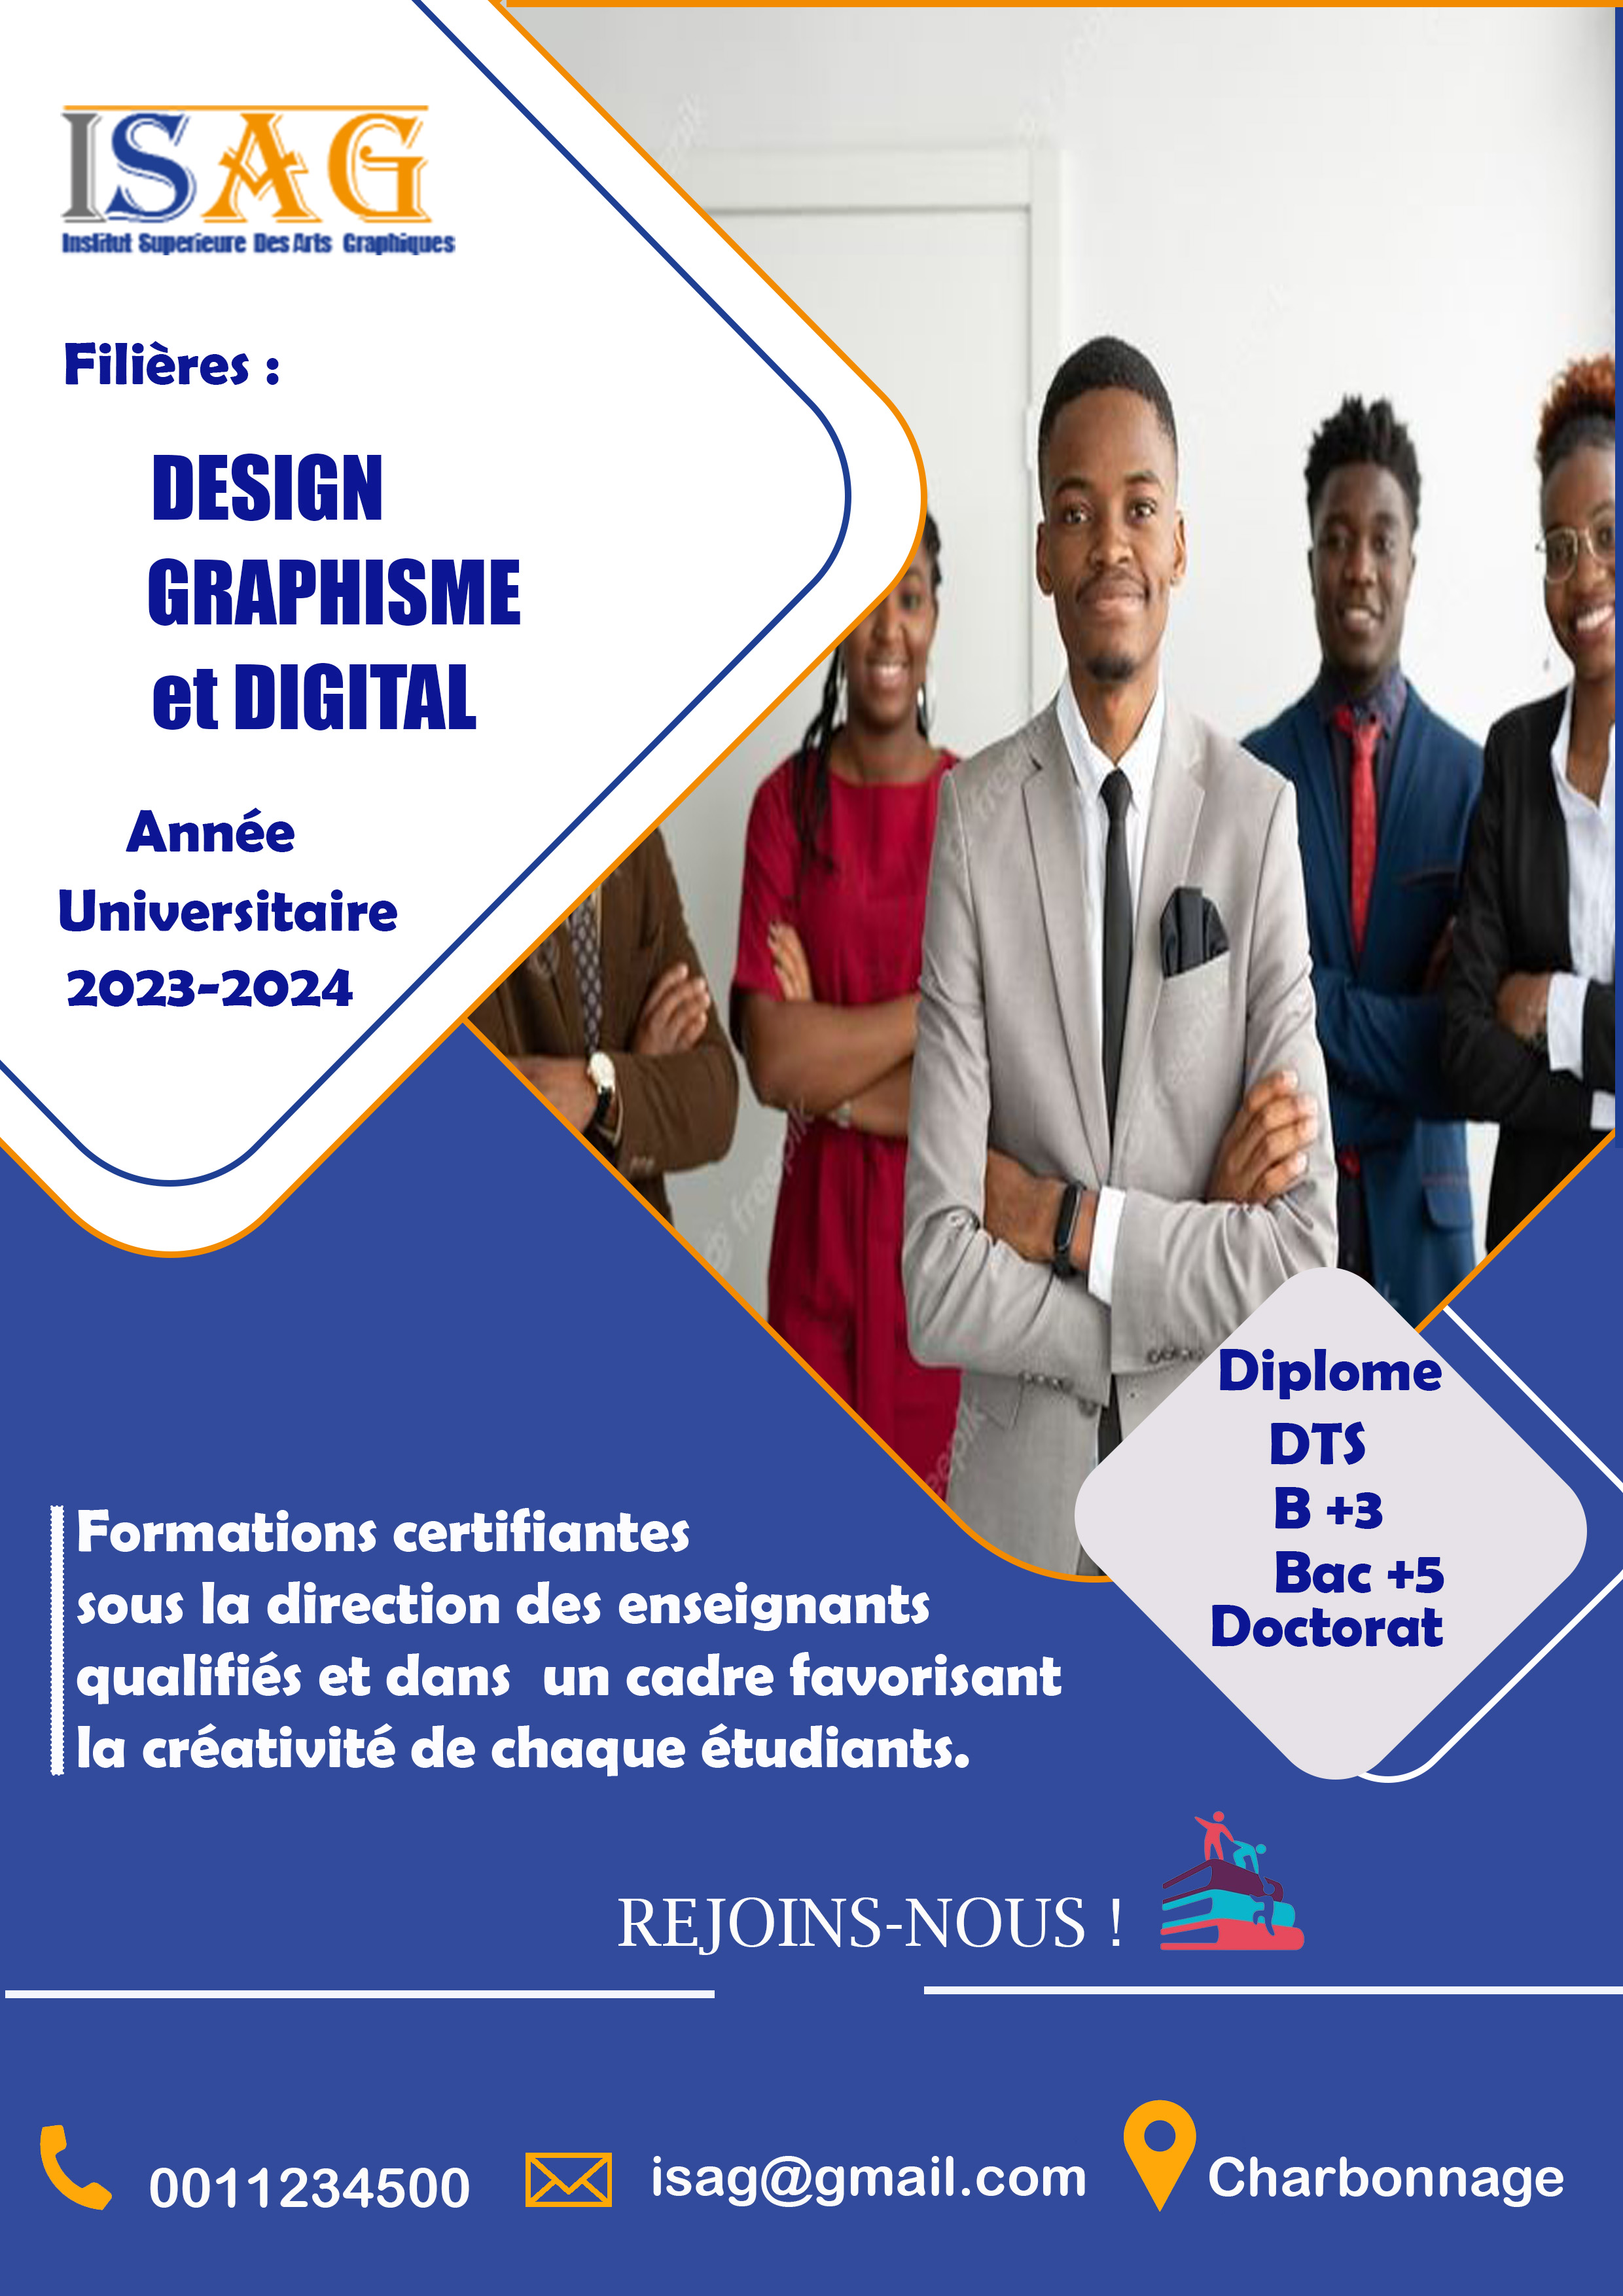 ISAG
Institut Superieure Des Arts Graphiques
Filières :
DESIGN
GRAPHISME
et DIGITAL
Année
Universitaire
2023-2024
Diplome
DTS
B +3
Bac +5
Doctorat
Formations certifiantes
sous la direction des enseignants
qualifiés et dans un cadre favorisant
la créativité de chaque étudiants.
REJOINS-NOUS !
0011234500
isag@gmail.com
Charbonnage
freepik